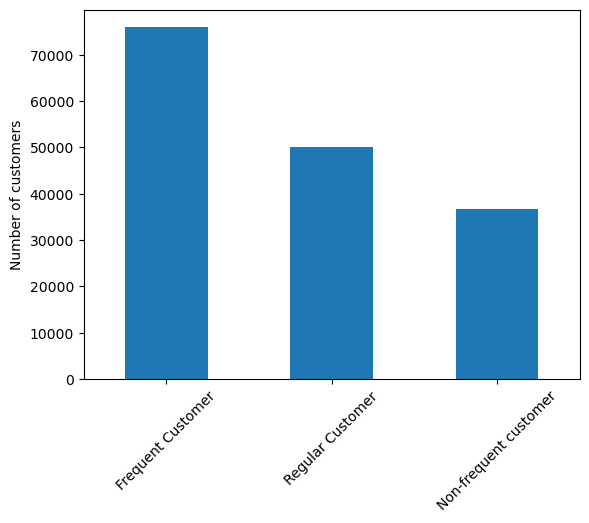 70000
60000
50000
40000
30000
20000
10000
0
Number of customers
Frequent Customer
Regular Customer
Non-frequent customer